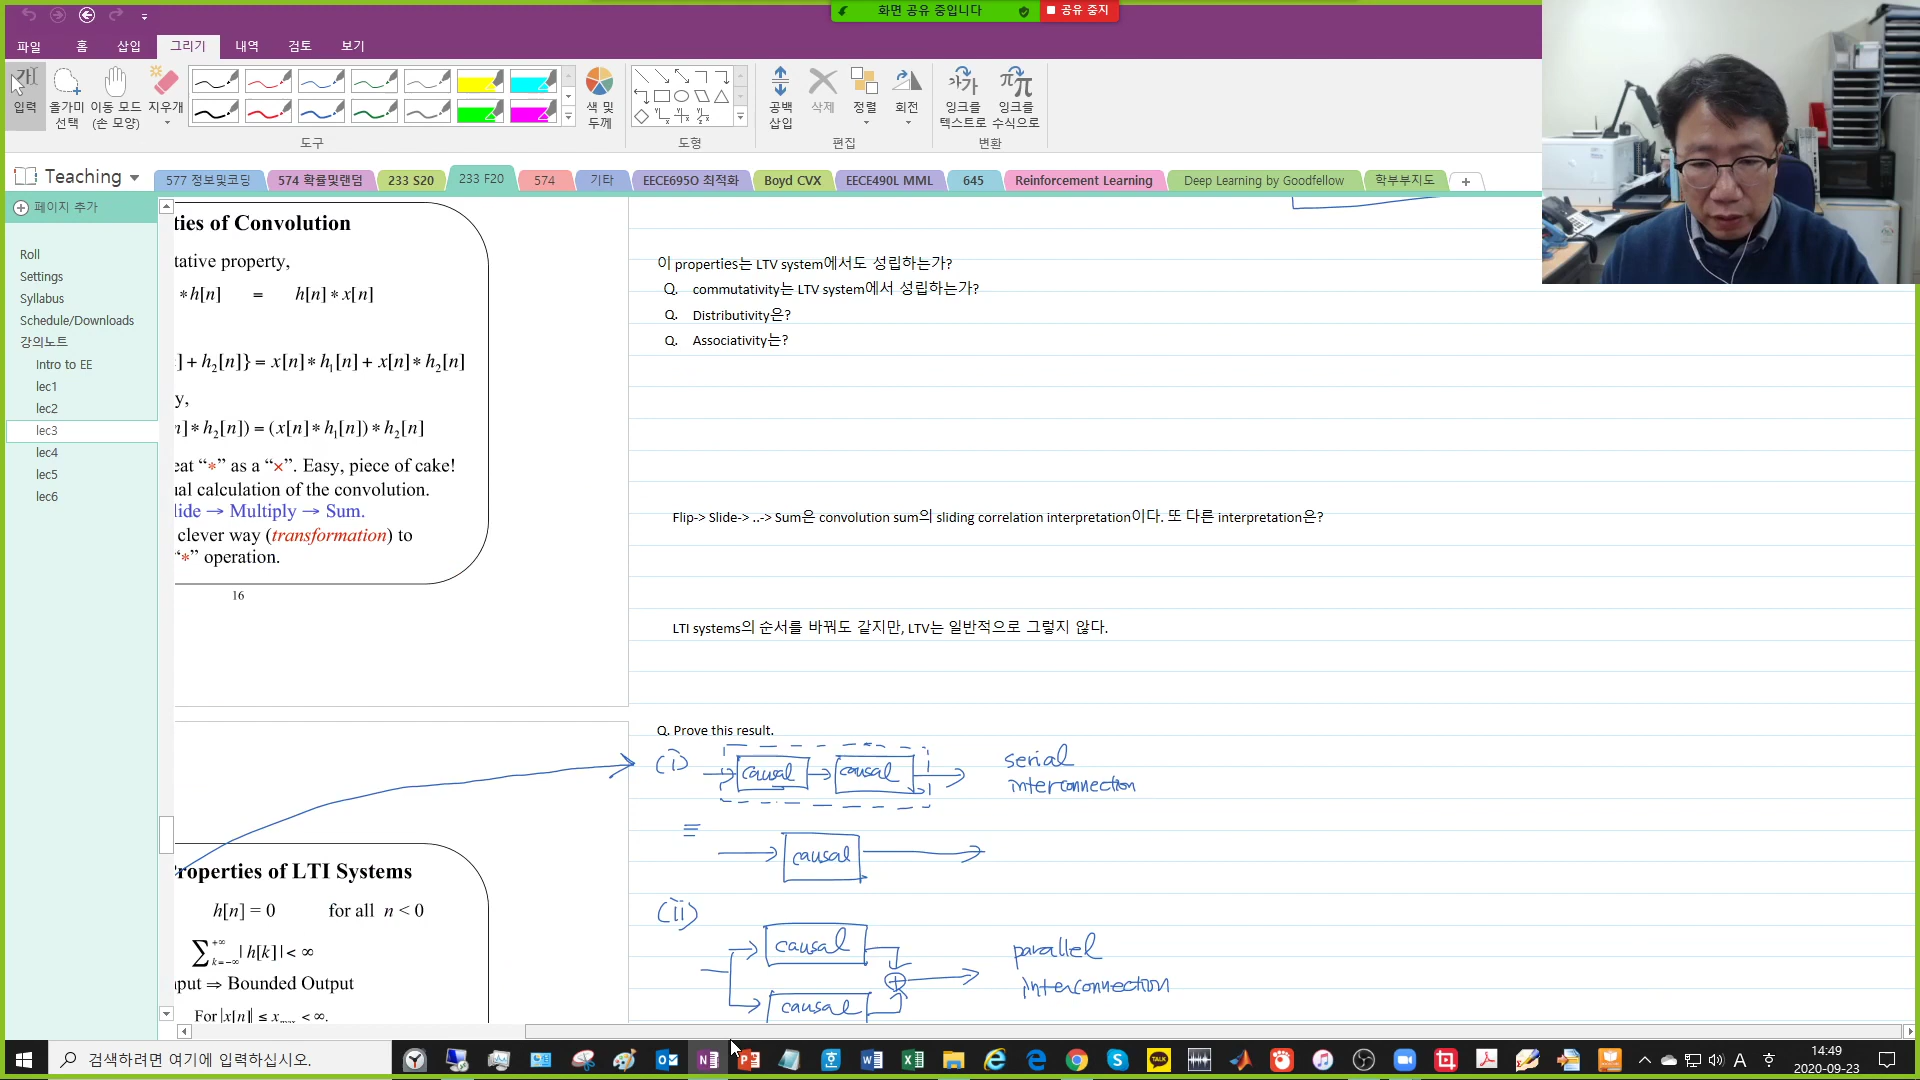 화면 공유 중입니다
공유 중지
파일 홈 삽입 그리기 내역 검토 보기
입력
올가미 선택
이동 모드 (손 모양)
지우개
색 및 두께
공백 삽입
삭제
정렬
회전
잉크를 텍스트로
잉크를 수식으로
도구 도형 편집 변환
Teaching
577 정보및코딩
574 확률및랜덤
233 S20
233 F20
574
기타
EECE695O 최적화
Boyd CVX
EECE490L MML
645
Reinforcement Learning
Deep Learning by Goodfellow
학부부지도
페이지 추가
Roll
Settings
Syllabus
Schedule/Downloads
강의노트
Intro to EE
lec1
lec2
lec3
lec4
lec5
lec6
ties of Convolution
tative property,
* h[n] = h[n] * x[n]
] + h₂[n]} = x[n] * h₁[n] + x[n] * h₂[n]
y,
n] * h₂[n]) = (x[n] * h₁[n]) * h₂[n]
eat “*” as a “×”. Easy, piece of cake!
ual calculation of the convolution.
lide → Multiply → Sum.
clever way (transformation) to
“*” operation.
16
roperties of LTI Systems
h[n] = 0 for all n < 0
∑ k=-∞ +∞ | h[k] | < ∞
nput ⇒ Bounded Output
For |x[n]| ≤ x_max < ∞.
이 properties는 LTV system에서도 성립하는가?
Q. commutativity는 LTV system에서 성립하는가?
Q. Distributivity은?
Q. Associativity는?
Flip-> Slide-> ..-> Sum은 convolution sum의 sliding correlation interpretation이다. 또 다른 interpretation은?
LTI systems의 순서를 바꿔도 같지만, LTV는 일반적으로 그렇지 않다.
Q. Prove this result.
(i) causal causal serial interconnection
≡
causal
(ii)
causal
+
causal
parallel interconnection
검색하려면 여기에 입력하십시오.
A
14:49
2020-09-23